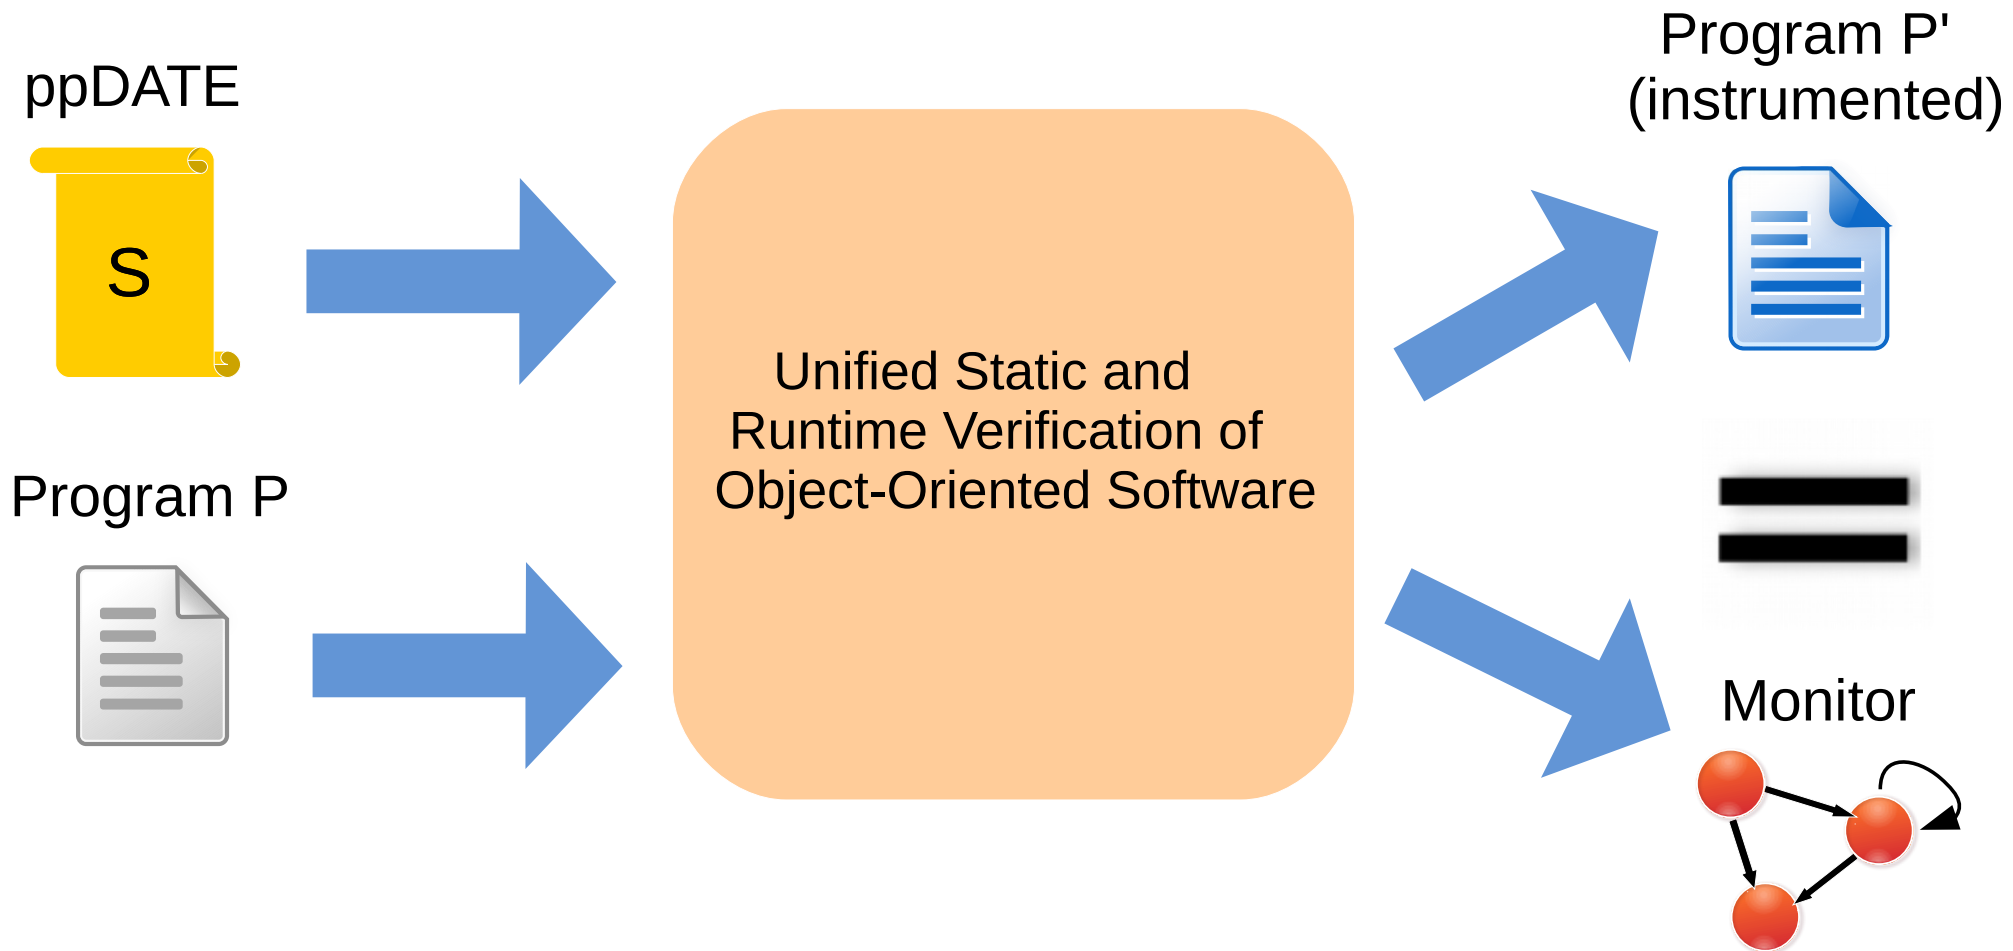 ppDATE
S
Program P
Unified Static and
Runtime Verification of
Object-Oriented Software
Program P'
(instrumented)
Monitor